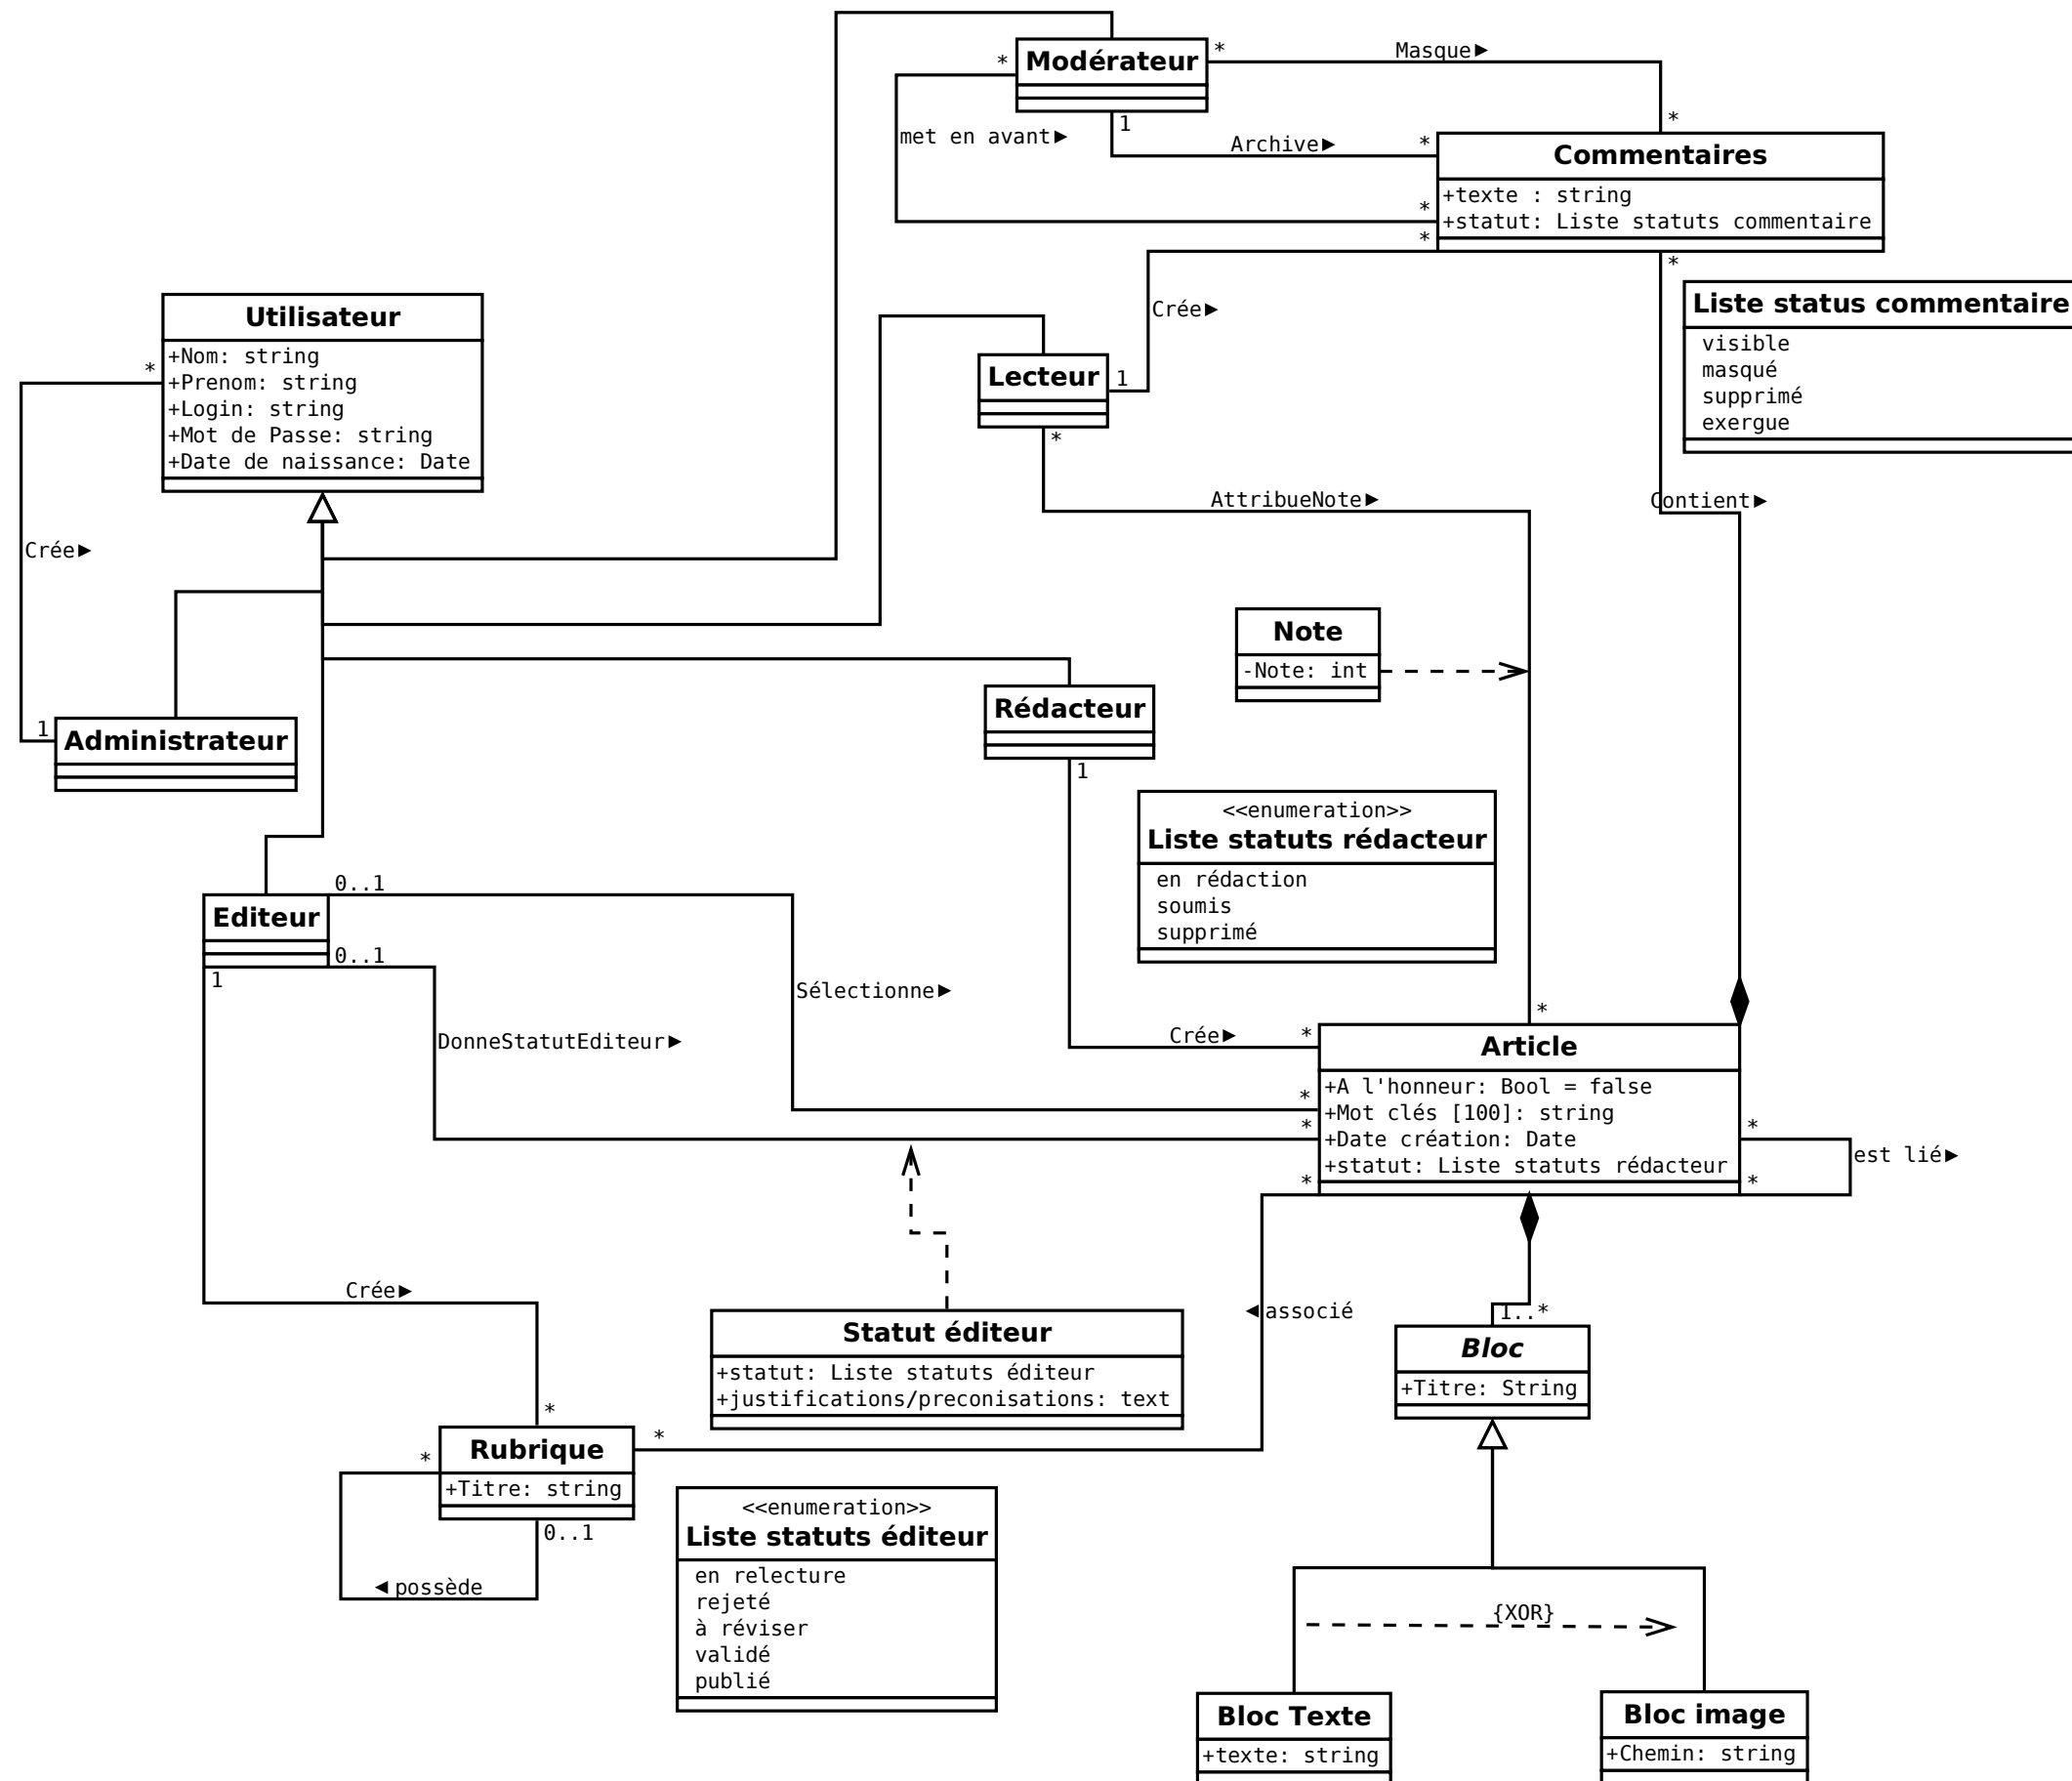 Modérateur
*
*
Masque►
*
met en avant►
1
Archive►
*
Commentaires
+texte : string
+statut: Liste statuts commentaire
*
*
*
Crée►
Liste status commentaire
visible
masqué
supprimé
exergue
Utilisateur
+Nom: string
+Prenom: string
+Login: string
+Mot de Passe: string
+Date de naissance: Date
*
Crée►
1
Administrateur
Lecteur
1
*
AttribueNote►
Contient►
Note
-Note: int
Rédacteur
1
<<enumeration>>
Liste statuts rédacteur
en rédaction
soumis
supprimé
Editeur
0..1
0..1
1
Sélectionne►
DonneStatutEditeur►
Crée►
*
*
Article
+A l'honneur: Bool = false
+Mot clés [100]: string
+Date création: Date
+statut: Liste statuts rédacteur
*
*
*
*
*
est lié►
Crée►
◄associé
1..*
Statut éditeur
+statut: Liste statuts éditeur
+justifications/preconisations: text
Bloc
+Titre: String
*
*
*
Rubrique
+Titre: string
0..1
◄possède
<<enumeration>>
Liste statuts éditeur
en relecture
rejeté
à réviser
validé
publié
{XOR}
Bloc Texte
+texte: string
Bloc image
+Chemin: string